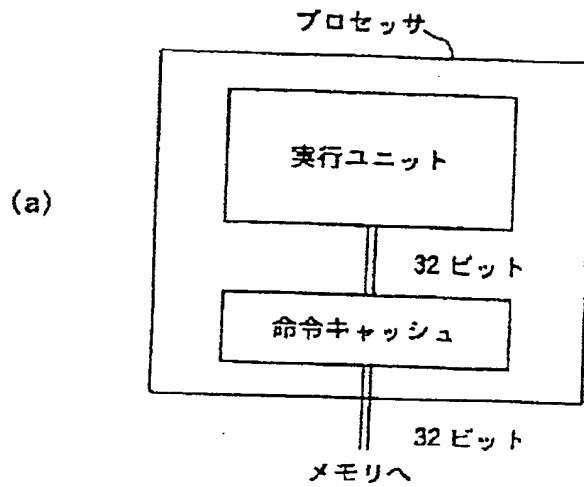 プロセッサ
実行ユニット
(a)
32 ビット
命令キャッシュ
32 ビット
メモリへ